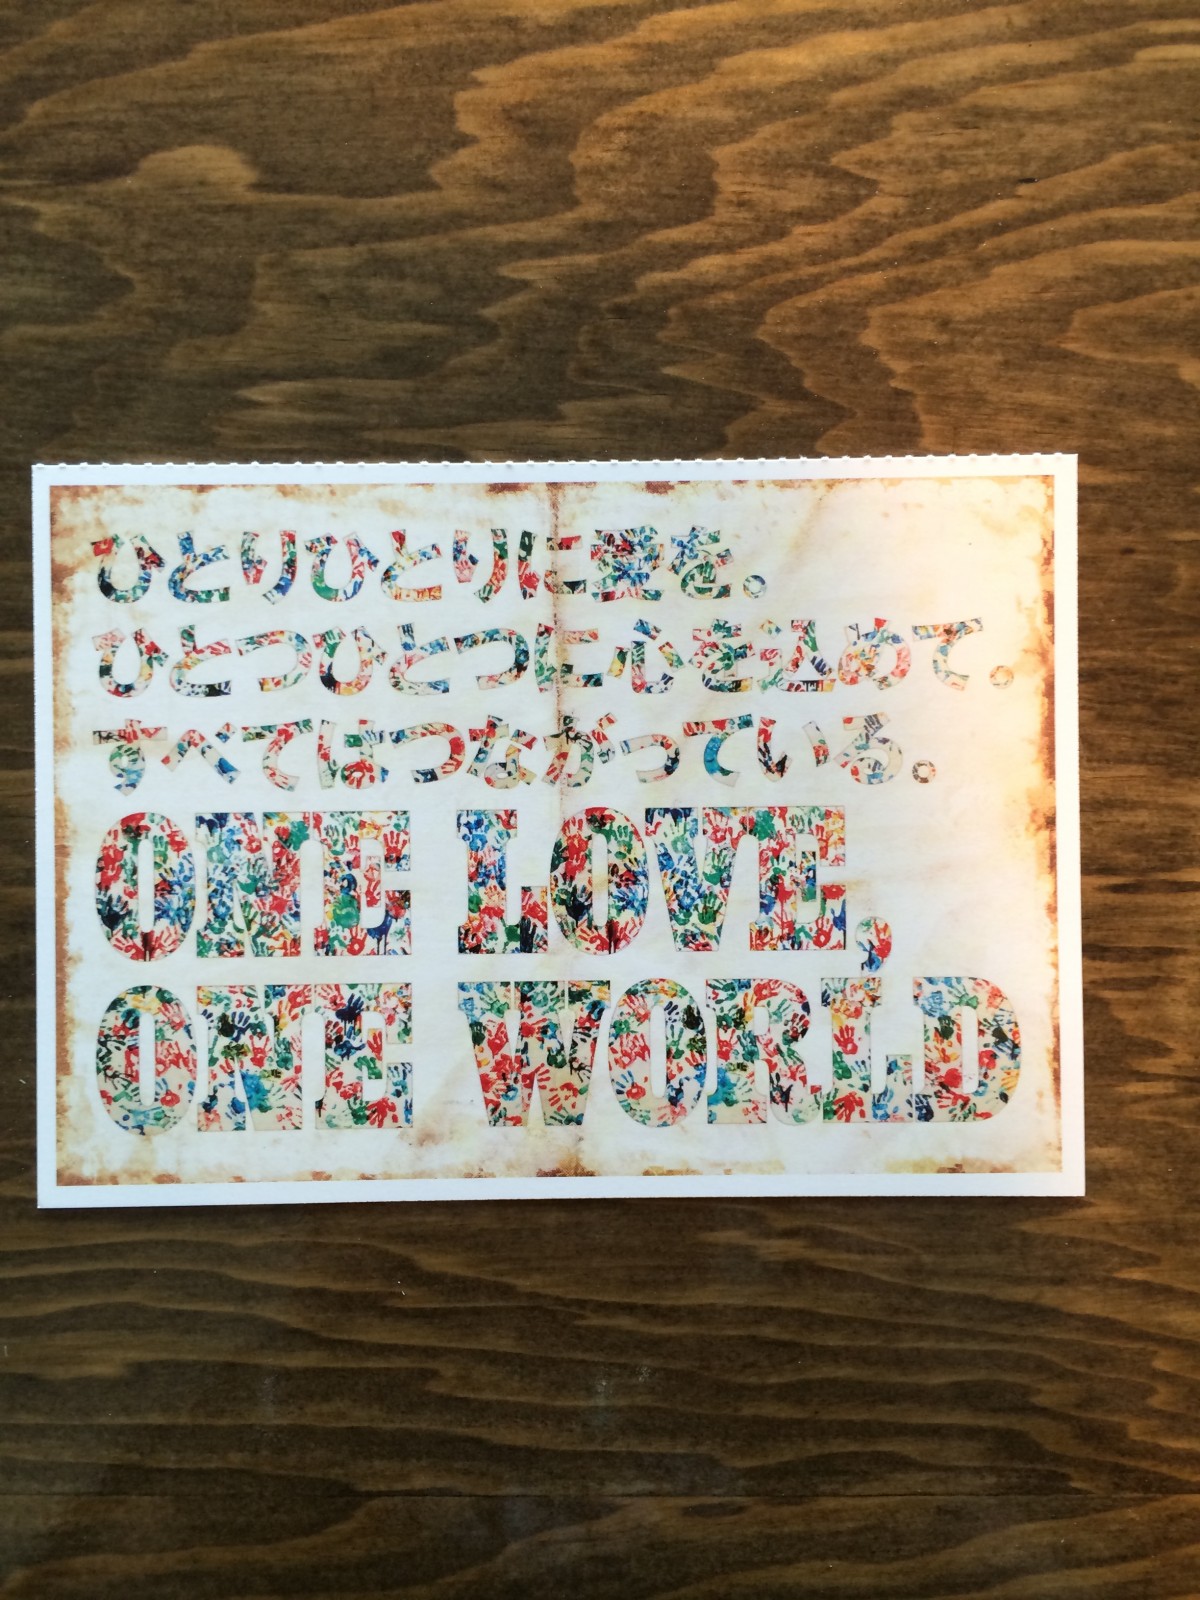 ひとりひとりに愛を。
ひとつひとつに心を込めて。
すべてはつながっている。
ONE LOVE,
ONE WORLD